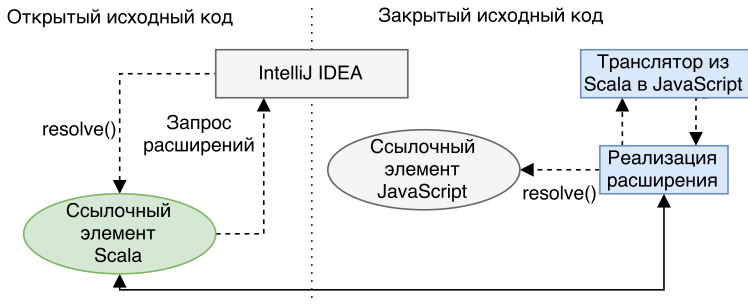 Открытый исходный код
Закрытый исходный код
IntelliJ IDEA
Транслятор из
Scala в JavaScript
resolve()
Запрос
расширений
Ссылочный
элемент
JavaScript
resolve()
Реализация
расширения
Ссылочный
элемент
Scala